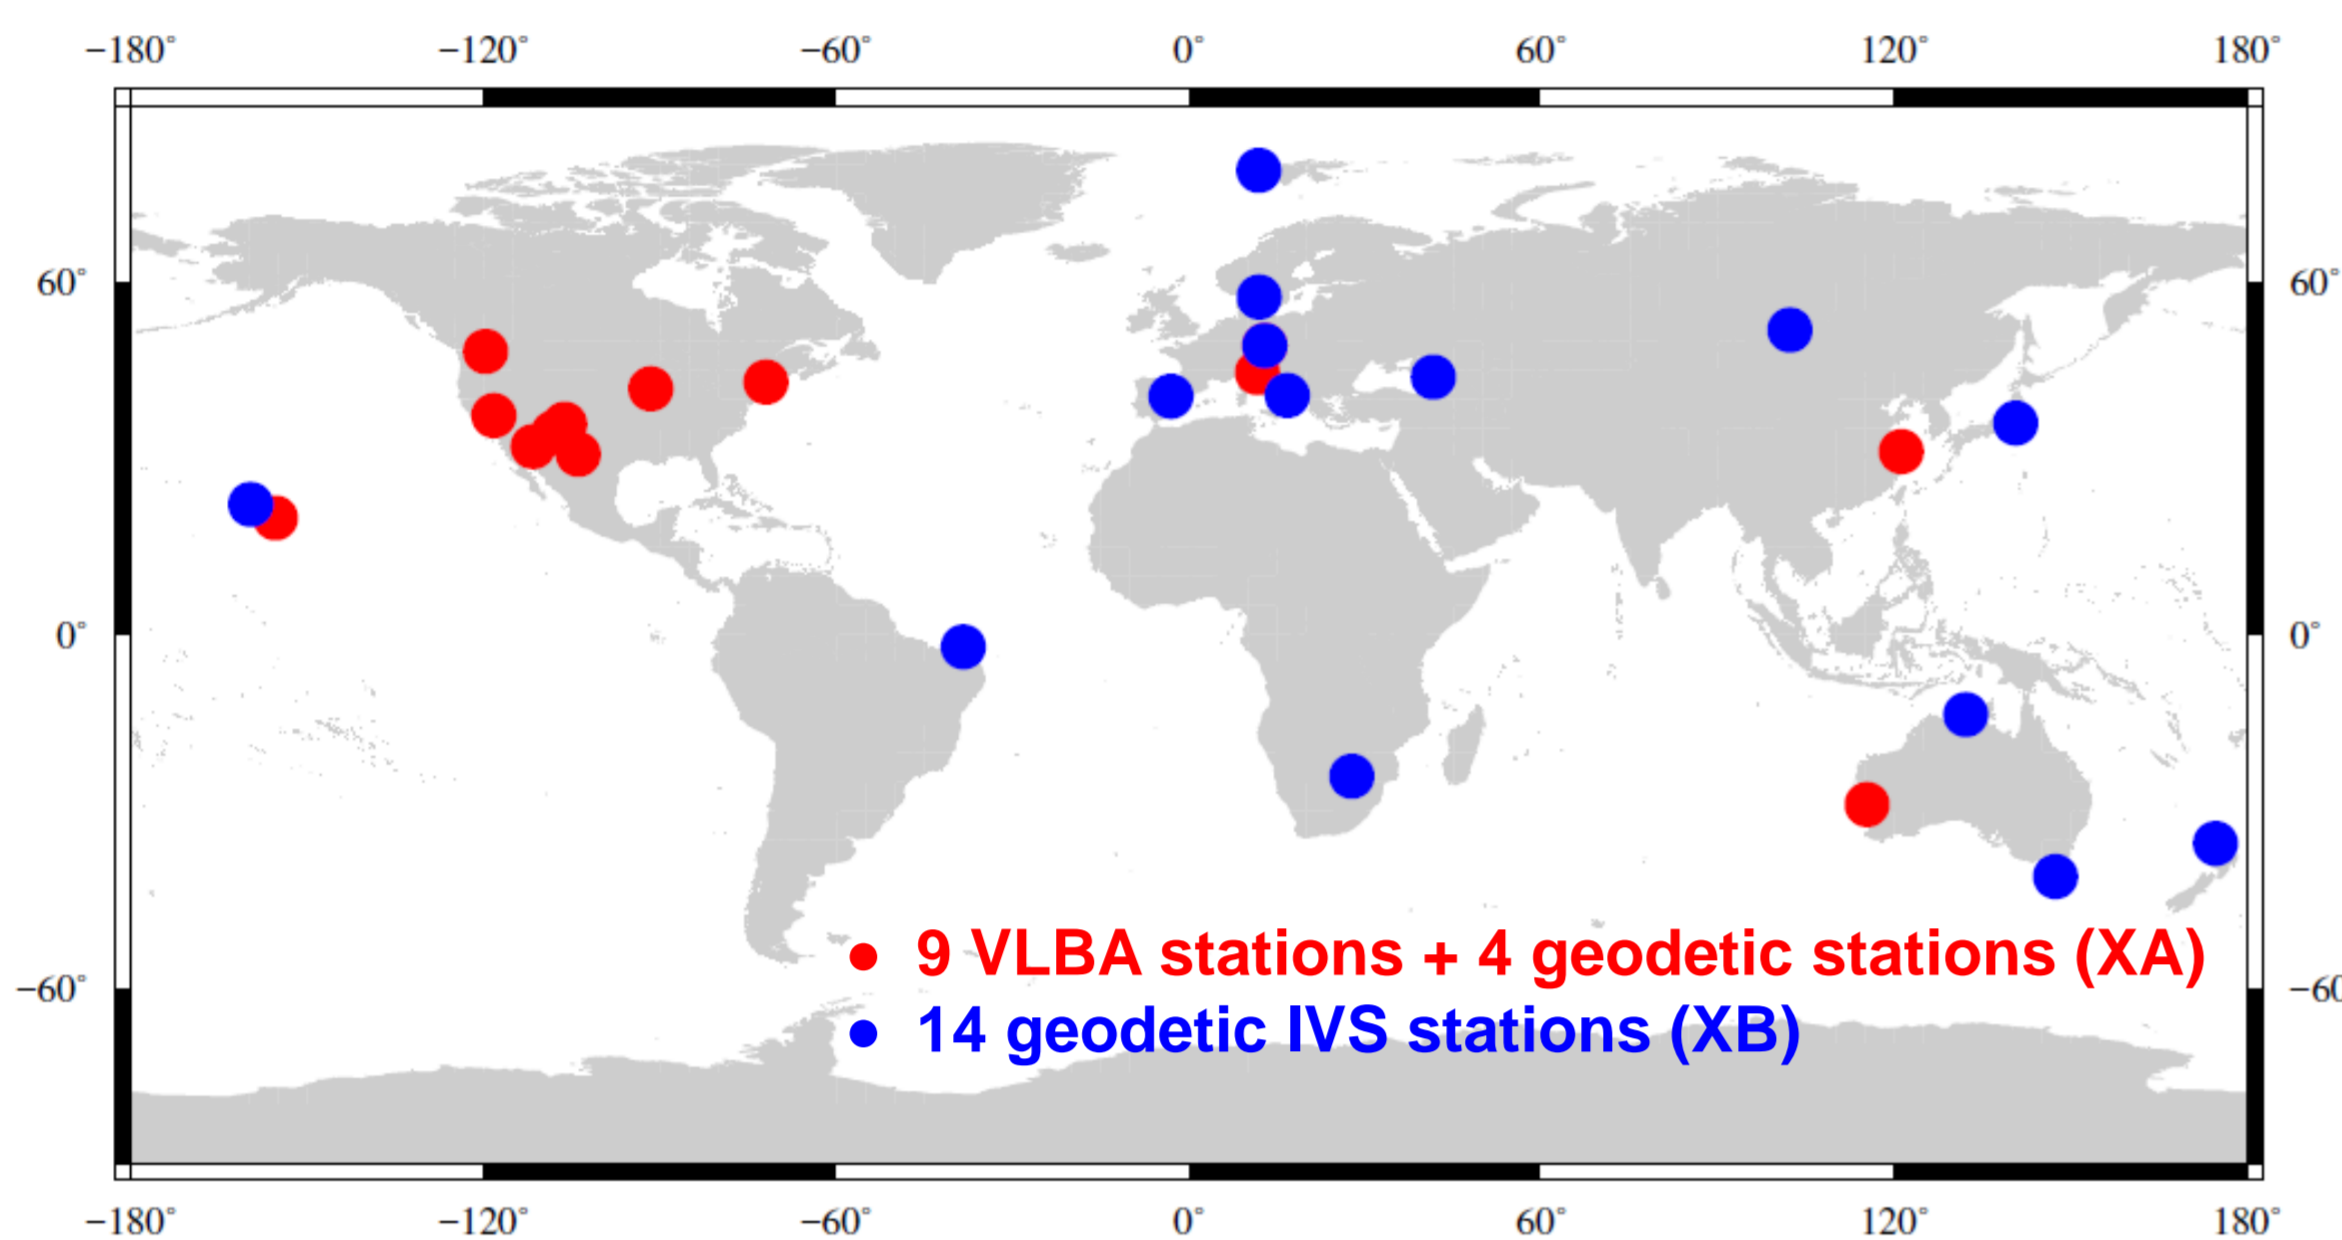 −180° −120° −60° 0° 60° 120° 180°
60° 60°
0° 0°
−60° −60
9 VLBA stations + 4 geodetic stations (XA)
14 geodetic IVS stations (XB)
−180° −120° −60° 0° 60° 120° 180°